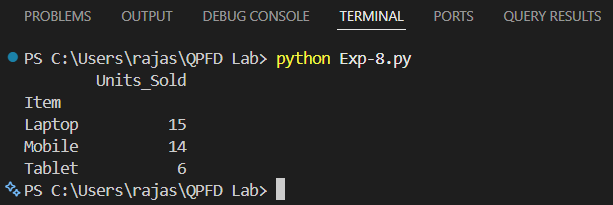 PROBLEMS OUTPUT DEBUG CONSOLE TERMINAL PORTS QUERY RESULTS
PS C:\Users\rajas\QPFD Lab> python Exp-8.py
Units_Sold
Item
Laptop 15
Mobile 14
Tablet 6
PS C:\Users\rajas\QPFD Lab>